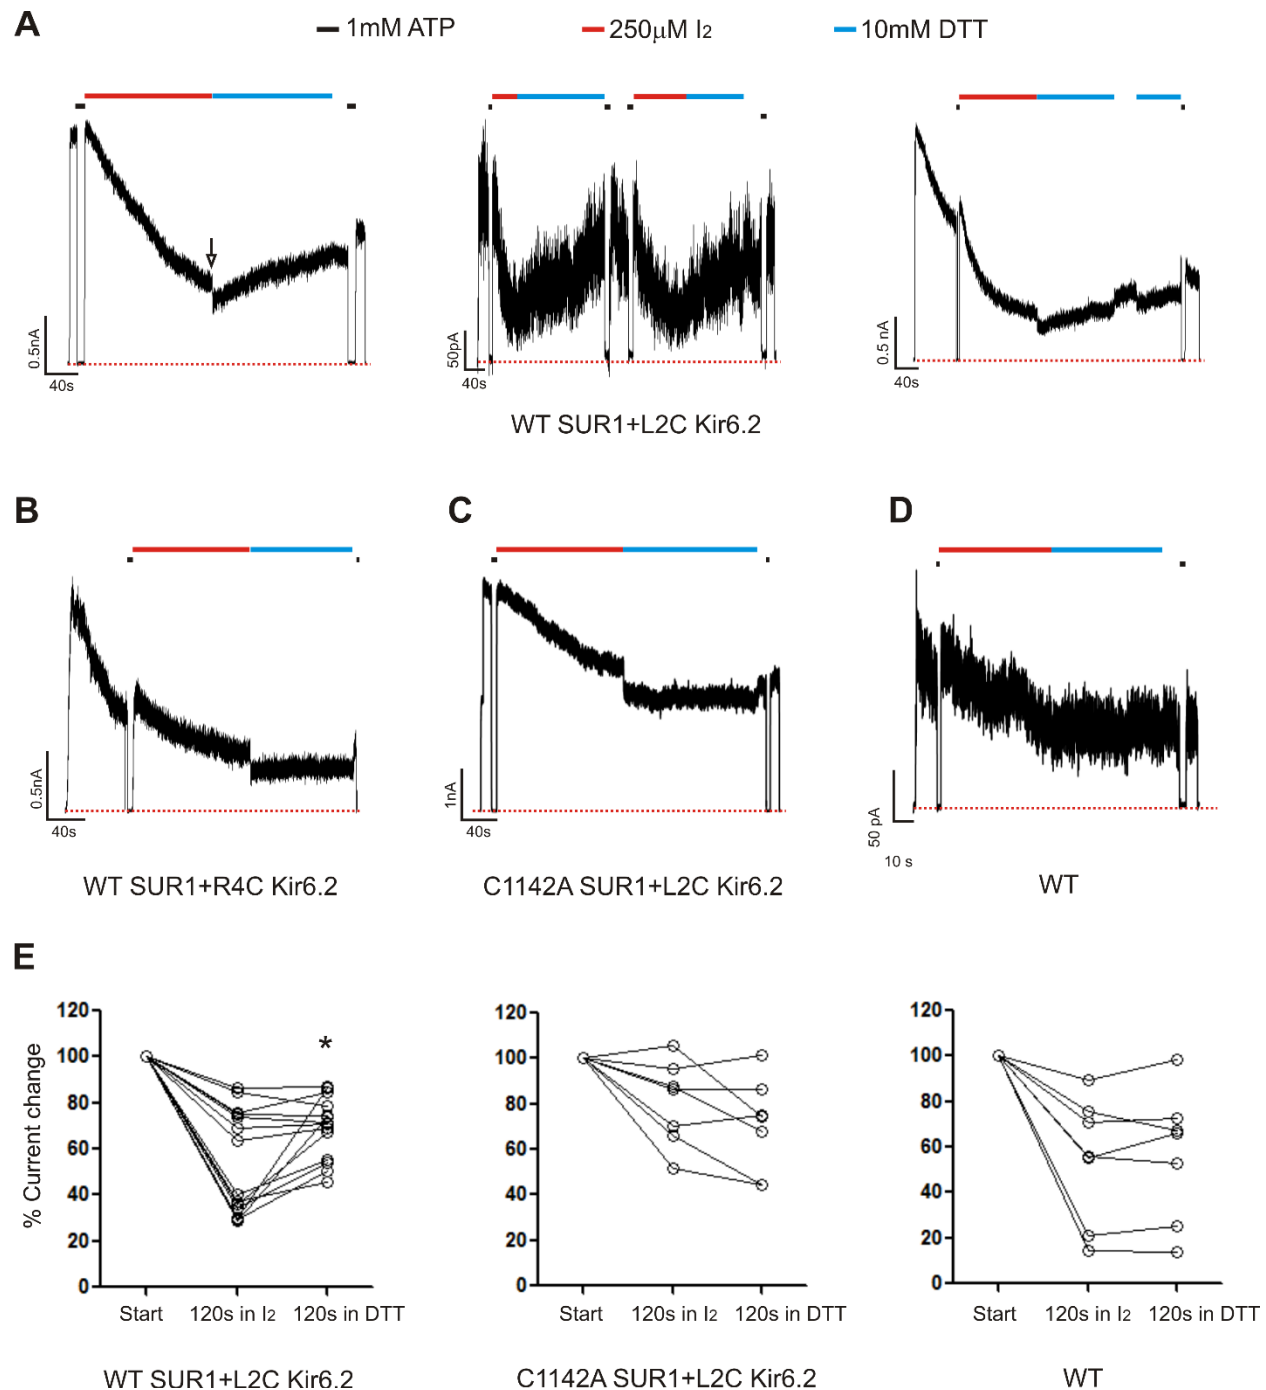 A
1mM ATP
250μM I2
10mM DTT
0.5nA
40s
50pA
40s
0.5 nA
40s
WT SUR1+L2C Kir6.2
B
C
D
0.5nA
40s
1nA
40s
50 pA
10 s
WT SUR1+R4C Kir6.2
C1142A SUR1+L2C Kir6.2
WT
E
% Current change
120
100
80
60
40
20
0
Start
120s in I2
120s in DTT
*
WT SUR1+L2C Kir6.2
120
100
80
60
40
20
0
Start
120s in I2
120s in DTT
C1142A SUR1+L2C Kir6.2
120
100
80
60
40
20
0
Start
120s in I2
120s in DTT
WT